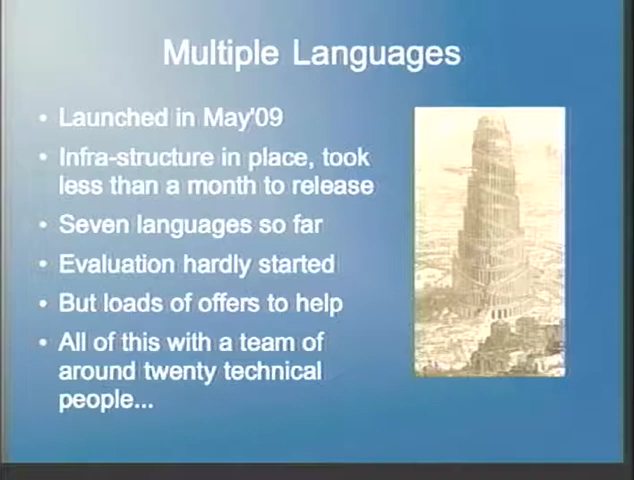 Multiple Languages
• Launched in May'09
• Infra-structure in place, took
less than a month to release
• Seven languages so far
• Evaluation hardly started
• But loads of offers to help
• All of this with a team of
around twenty technical
people...